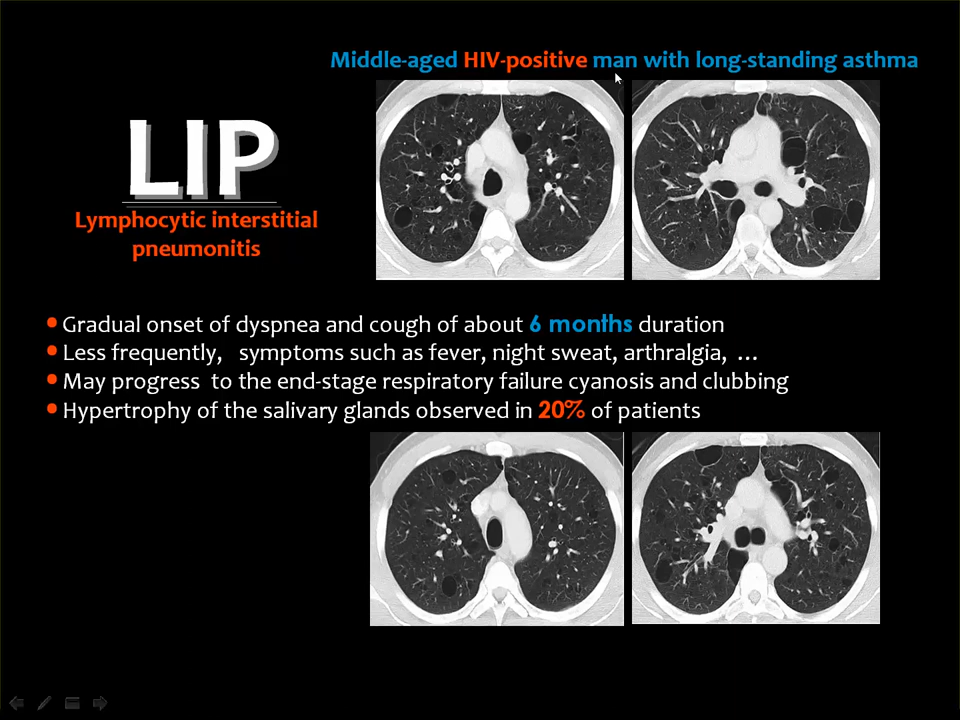 Middle-aged HIV-positive man with long-standing asthma
LIP
Lymphocytic interstitial
pneumonitis
• Gradual onset of dyspnea and cough of about 6 months duration
• Less frequently, symptoms such as fever, night sweat, arthralgia, …
• May progress to the end-stage respiratory failure cyanosis and clubbing
• Hypertrophy of the salivary glands observed in 20% of patients